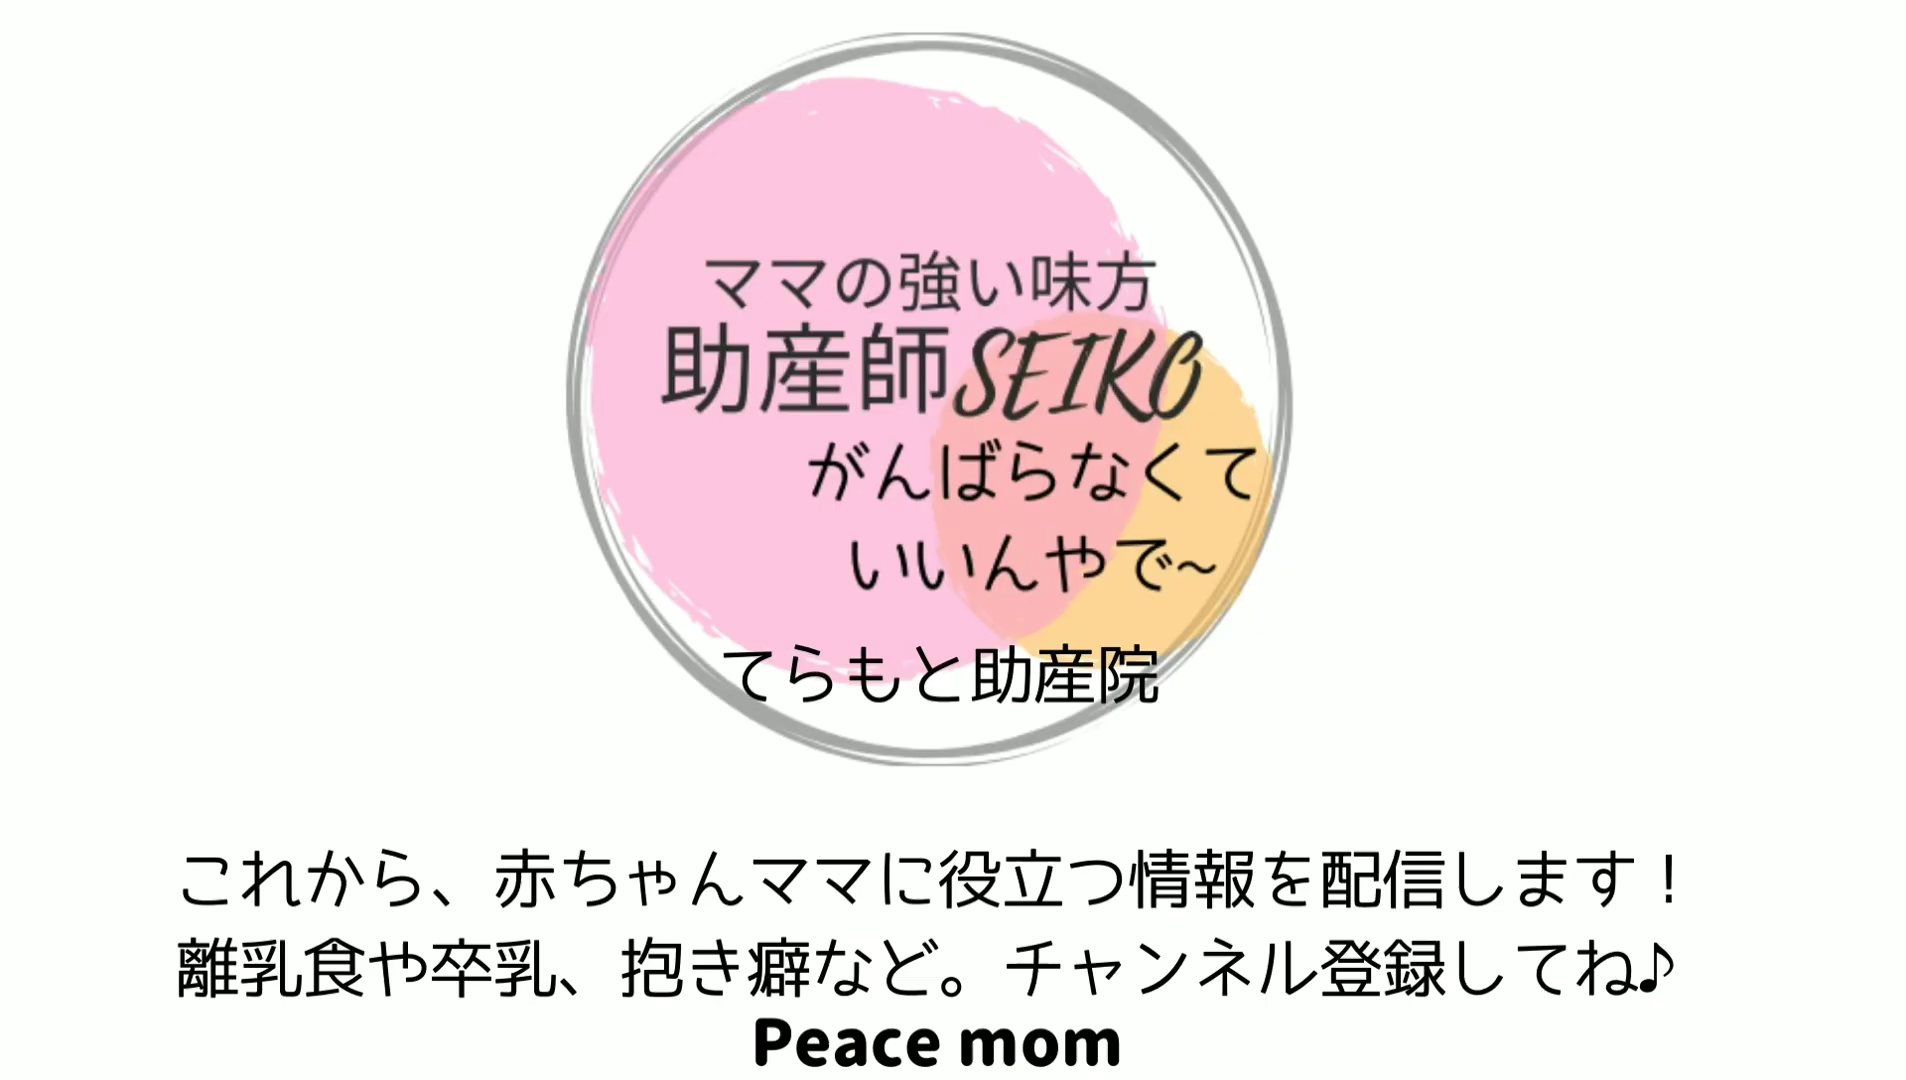 ママの強い味方
助産師SEIKO
がんばらなくて
いいんやで~
てらもと助産院
これから、赤ちゃんママに役立つ情報を配信します！
離乳食や卒乳、抱き癖など。チャンネル登録してね♪
Peace mom